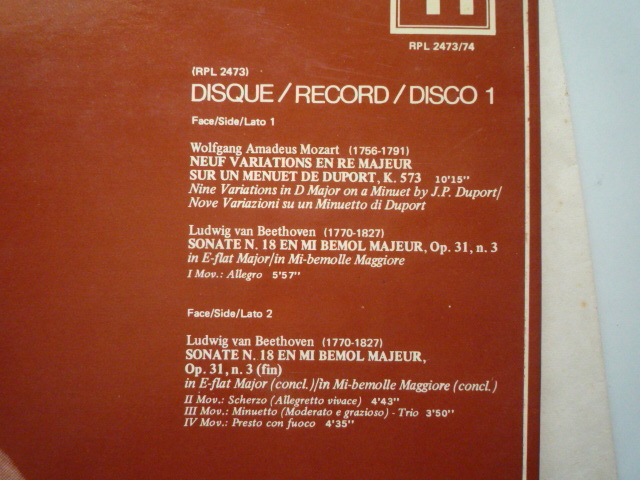 RPL 2473/74
(RPL 2473)
DISQUE/RECORD/DISCO 1
Face/Side/Lato 1
Wolfgang Amadeus Mozart (1756-1791)
NEUF VARIATIONS EN RE MAJEUR
SUR UN MENUET DE DUPORT, K. 573 10'15"
Nine Variations in D Major on a Minuet by J.P. Duport/
Nove Variazioni su un Minuetto di Duport
Ludwig van Beethoven (1770-1827)
SONATE N. 18 EN MI BEMOL MAJEUR, Op. 31, n. 3
in E-flat Major/in Mi-bemolle Maggiore
I Mov.: Allegro 5'57"
Face/Side/Lato 2
Ludwig van Beethoven (1770-1827)
SONATE N. 18 EN MI BEMOL MAJEUR,
Op. 31, n. 3 (fin)
in E-flat Major (concl.)/in Mi-bemolle Maggiore (concl.)
II Mov.: Scherzo (Allegretto vivace) 4'43"
III Mov.: Minuetto (Moderato e grazioso) - Trio 3'50"
IV Mov.: Presto con fuoco 4'35"